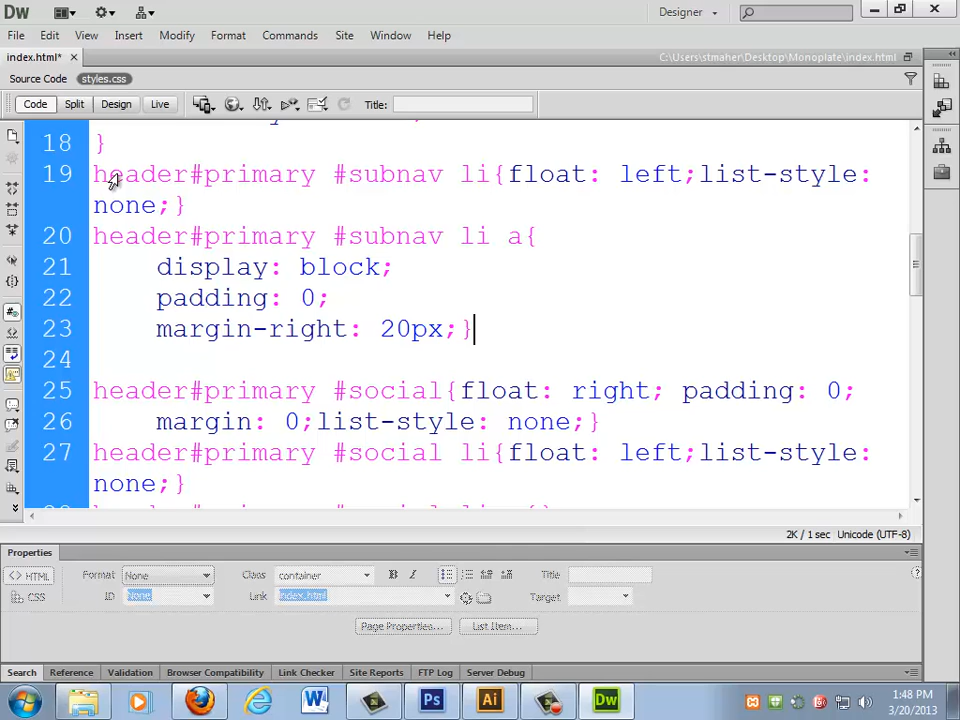 Dw
Designer
File Edit View Insert Modify Format Commands Site Window Help
index.html* C:\Users\stmaher\Desktop\Monoplate\index.html
Source Code styles.css
Code Split Design Live Title:
18 }
19 header#primary #subnav li{float: left;list-style:
none;}
20 header#primary #subnav li a{
21 display: block;
22 padding: 0;
23 margin-right: 20px;}
24
25 header#primary #social{float: right; padding: 0;
26 margin: 0;list-style: none;}
27 header#primary #social li{float: left;list-style:
none;}
2K / 1 sec Unicode (UTF-8)
Properties
<> HTML Format None Class container B I Title
CSS ID None Link index.html Target
Page Properties... List Item...
Search Reference Validation Browser Compatibility Link Checker Site Reports FTP Log Server Debug
W Ps Ai Dw 1:48 PM
3/20/2013